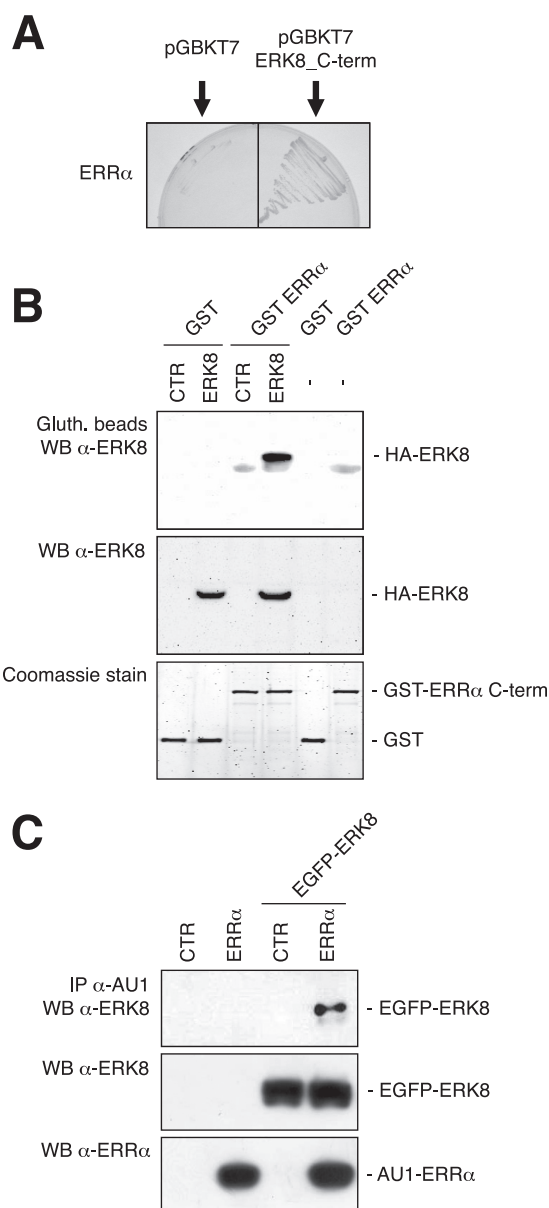 A
pGBKT7
pGBKT7
ERK8_C-term
ERRα
B
GST
GST ERRα
GST
GST ERRα
CTR
ERK8
CTR
ERK8
-
-
Gluth. beads
WB α-ERK8
- HA-ERK8
WB α-ERK8
- HA-ERK8
Coomassie stain
- GST-ERRα C-term
- GST
C
EGFP-ERK8
CTR
ERRα
CTR
ERRα
IP α-AU1
WB α-ERK8
- EGFP-ERK8
WB α-ERK8
- EGFP-ERK8
WB α-ERRα
- AU1-ERRα